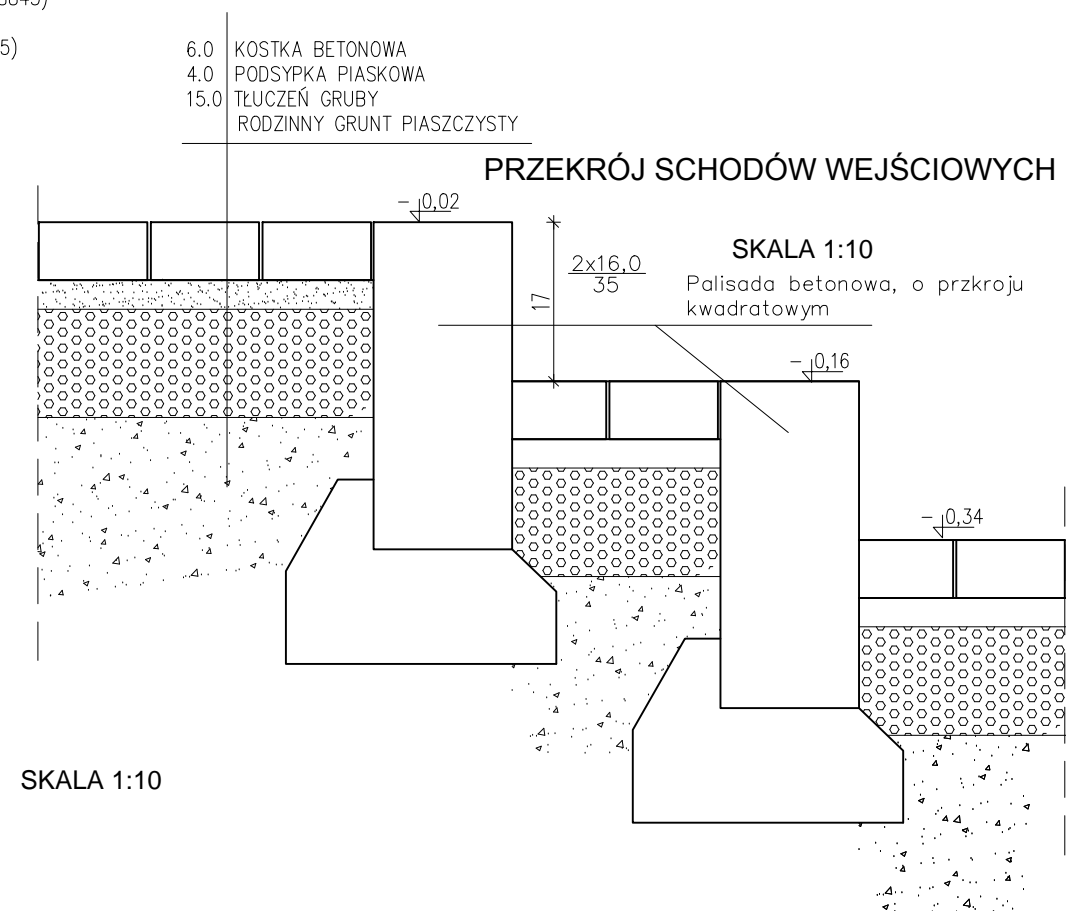 5)
6.0 KOSTKA BETONOWA
4.0 PODSYPKA PIASKOWA
15.0 TŁUCZEŃ GRUBY
RODZINNY GRUNT PIASZCZYSTY
PRZEKRÓJ SCHODÓW WEJŚCIOWYCH
- 0,02
SKALA 1:10
2x16,0
35
17
Palisada betonowa, o przkroju
kwadratowym
- 0,16
- 0,34
SKALA 1:10